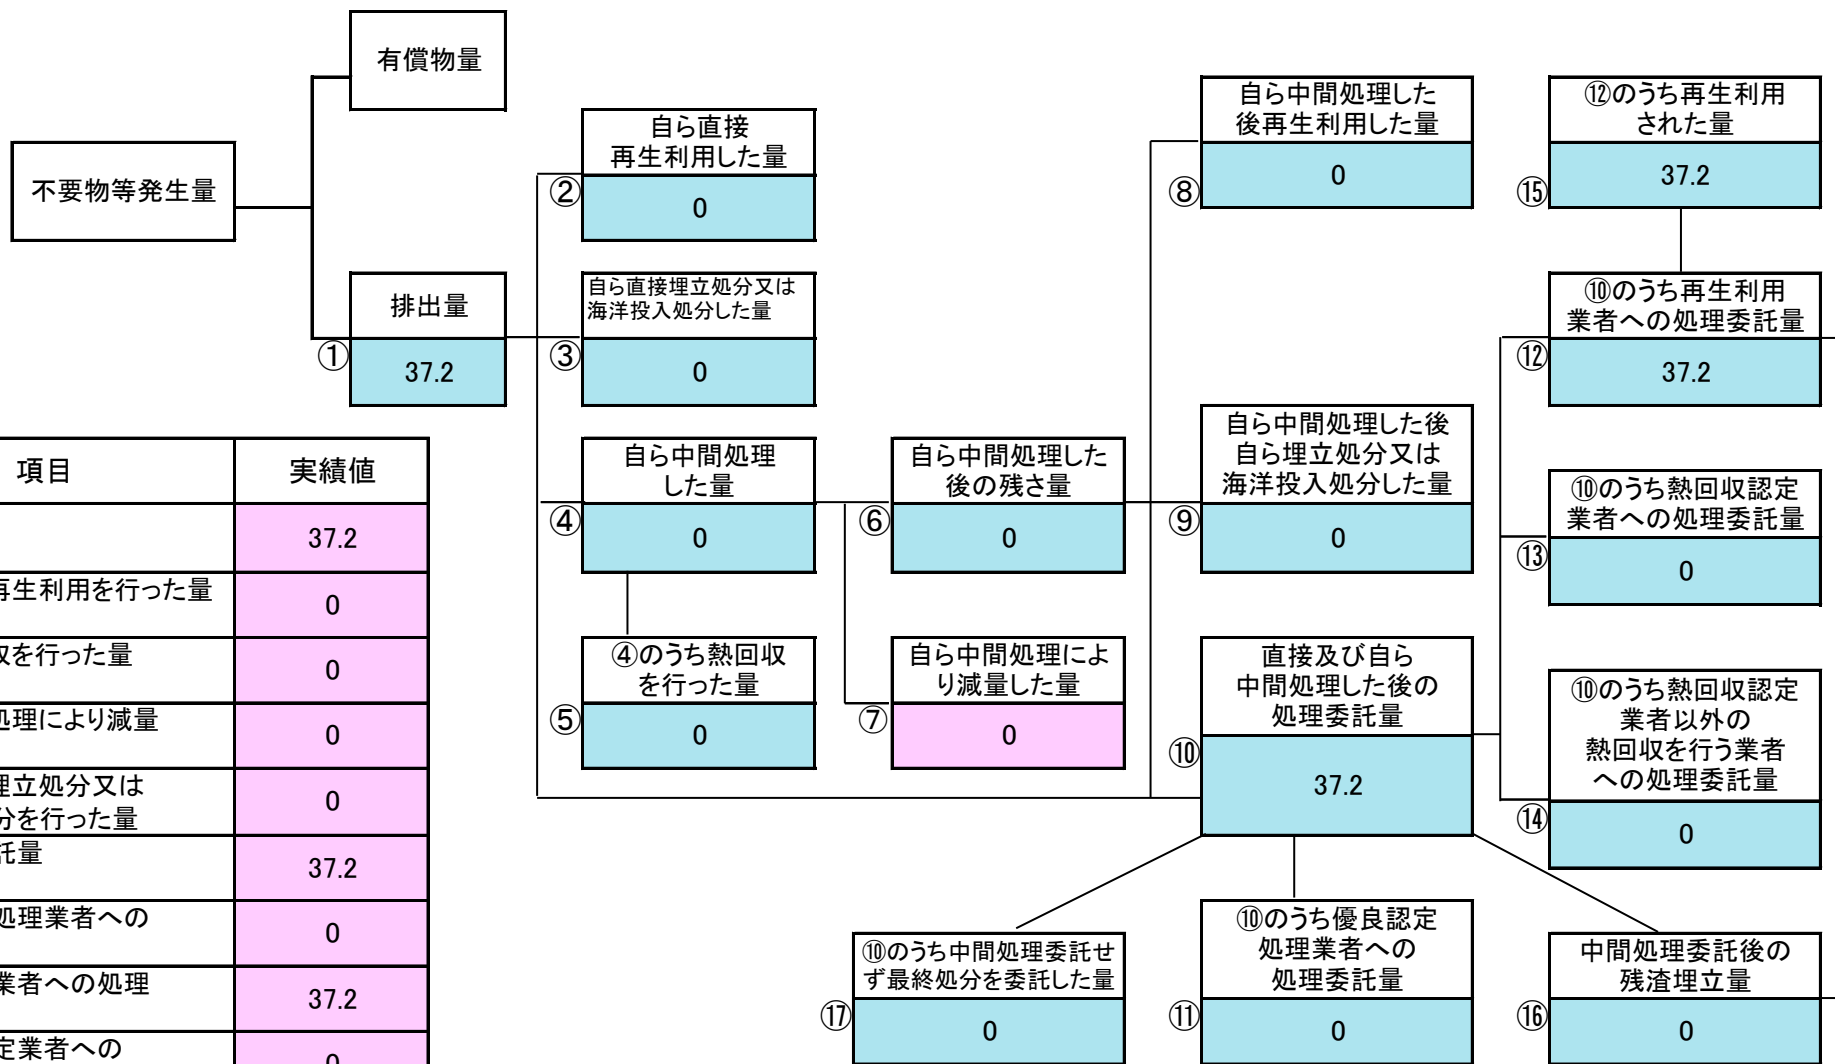 有償物量
不要物等発生量
排出量
①
37.2
自ら直接
再生利用した量
②
0
自ら直接埋立処分又は
海洋投入処分した量
③
0
自ら中間処理
した量
④
0
④のうち熱回収
を行った量
⑤
0
自ら中間処理した
後の残さ量
⑥
0
自ら中間処理によ
り減量した量
⑦
0
自ら中間処理した
後再生利用した量
⑧
0
自ら中間処理した後
自ら埋立処分又は
海洋投入処分した量
⑨
0
直接及び自ら
中間処理した後の
処理委託量
⑩
37.2
⑩のうち優良認定
処理業者への
処理委託量
⑪
0
⑫のうち再生利用
された量
⑮
37.2
⑩のうち再生利用
業者への処理委託量
⑫
37.2
⑩のうち熱回収認定
業者への処理委託量
⑬
0
⑩のうち熱回収認定
業者以外の
熱回収を行う業者
への処理委託量
⑭
0
中間処理委託後の
残渣埋立量
⑯
0
⑩のうち中間処理委託せ
ず最終処分を委託した量
⑰
0
項目 実績値
37.2
再生利用を行った量
0
を行った量
0
処理により減量
0
埋立処分又は
分を行った量
0
託量
37.2
処理業者への
0
業者への処理
37.2
定業者への
0